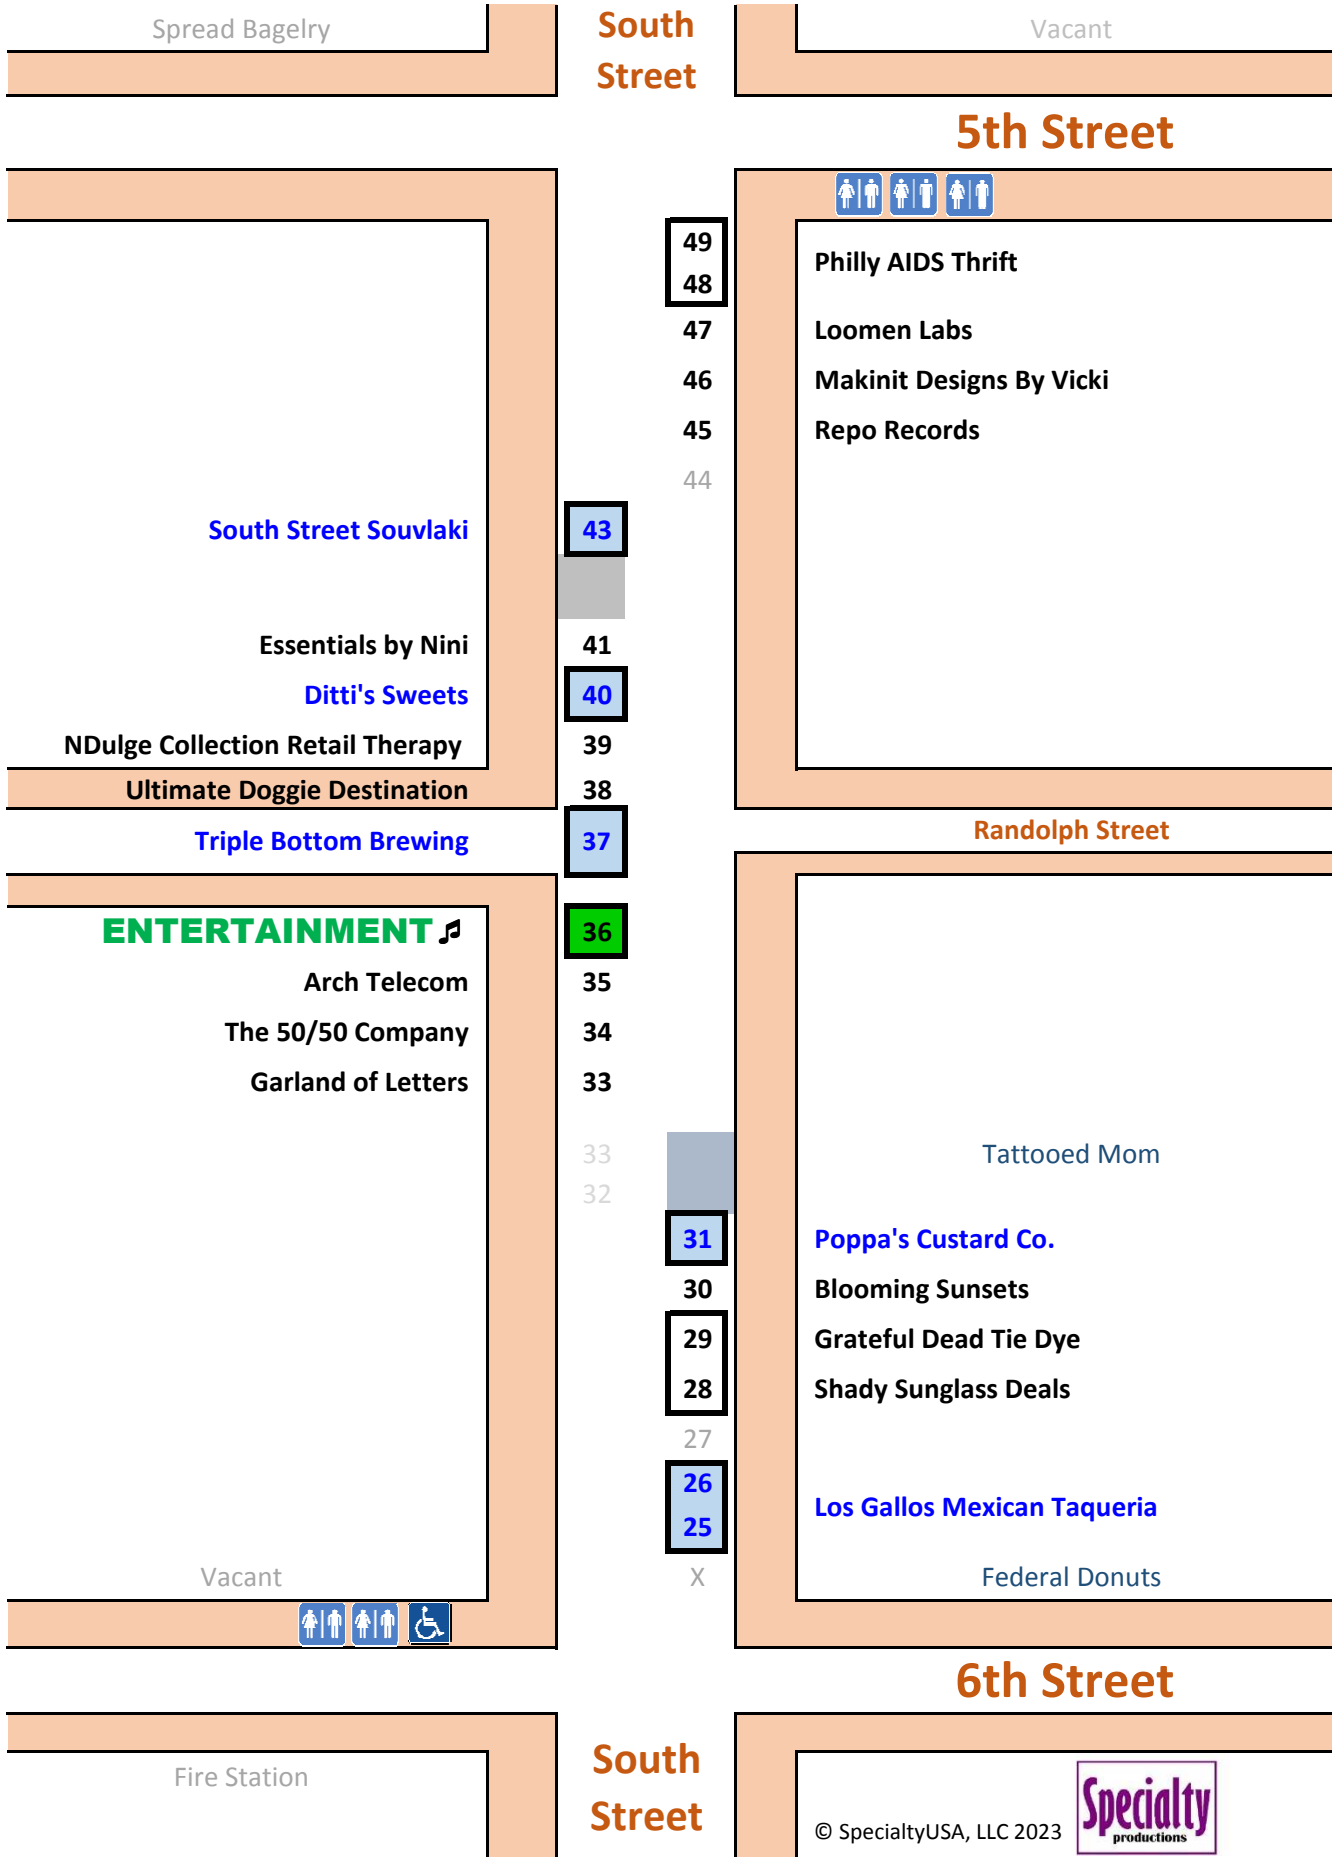 Spread Bagelry
South
Street
Vacant
5th Street
49
48
Philly AIDS Thrift
47
Loomen Labs
46
Makinit Designs By Vicki
45
Repo Records
44
South Street Souvlaki
43
Essentials by Nini
41
Ditti's Sweets
40
NDulge Collection Retail Therapy
39
Ultimate Doggie Destination
38
Triple Bottom Brewing
37
Randolph Street
ENTERTAINMENT♫
36
Arch Telecom
35
The 50/50 Company
34
Garland of Letters
33
33
32
Tattooed Mom
31
Poppa's Custard Co.
30
Blooming Sunsets
29
Grateful Dead Tie Dye
28
Shady Sunglass Deals
27
26
25
Los Gallos Mexican Taqueria
Vacant
X
Federal Donuts
6th Street
Fire Station
South
Street
© SpecialtyUSA, LLC 2023
Specialty
productions